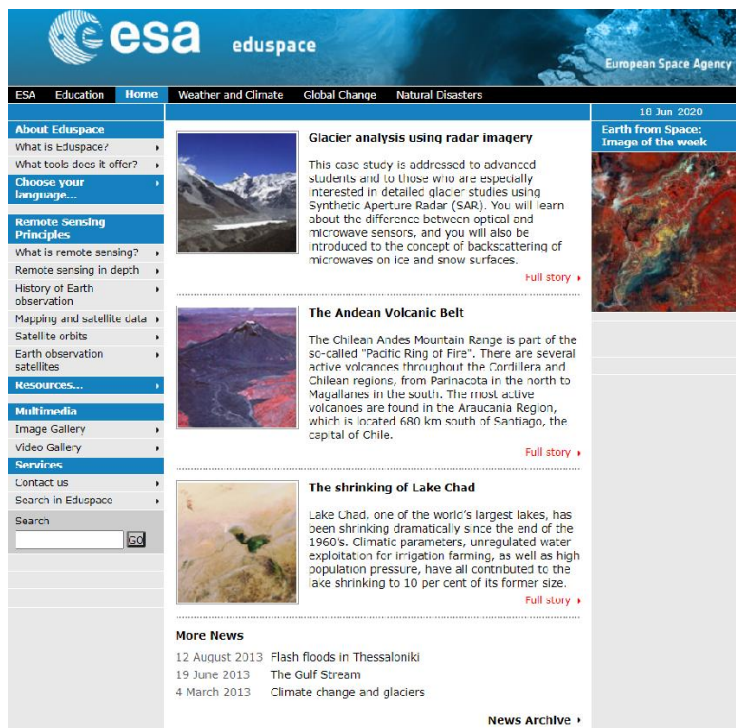 esa eduspace
European Space Agency
ESA Education Home Weather and Climate Global Change Natural Disasters
18 Jun 2020
About Eduspace
What is Eduspace?
What tools does it offer?
Choose your
language...
Remote Sensing
Principles
What is remote sensing?
Remote sensing in depth
History of Earth
observation
Mapping and satellite data
Satellite orbits
Earth observation
satellites
Resources...
Multimedia
Image Gallery
Video Gallery
Services
Contact us
Search in Eduspace
Search
GO
Glacier analysis using radar imagery
This case study is addressed to advanced
students and to those who are especially
interested in detailed glacier studies using
Synthetic Aperture Radar (SAR). You will learn
about the difference between optical and
microwave sensors, and you will also be
introduced to the concept of backscattering of
microwaves on ice and snow surfaces.
Full story
The Andean Volcanic Belt
The Chilean Andes Mountain Range is part of the
so-called "Pacific Ring of Fire". There are several
active volcanoes throughout the Cordillera and
Chilean regions, from Parinacota in the north to
Magallanes in the south. The most active
volcanoes are found in the Araucania Region,
which is located 680 km south of Santiago, the
capital of Chile.
Full story
The shrinking of Lake Chad
Lake Chad, one of the world's largest lakes, has
been shrinking dramatically since the end of the
1960's. Climatic parameters, unregulated water
exploitation for irrigation farming, as well as high
population pressure, have all contributed to the
lake shrinking to 10 per cent of its former size.
Full story
More News
12 August 2013 Flash floods in Thessaloniki
19 June 2013 The Gulf Stream
4 March 2013 Climate change and glaciers
News Archive
Earth from Space:
Image of the week